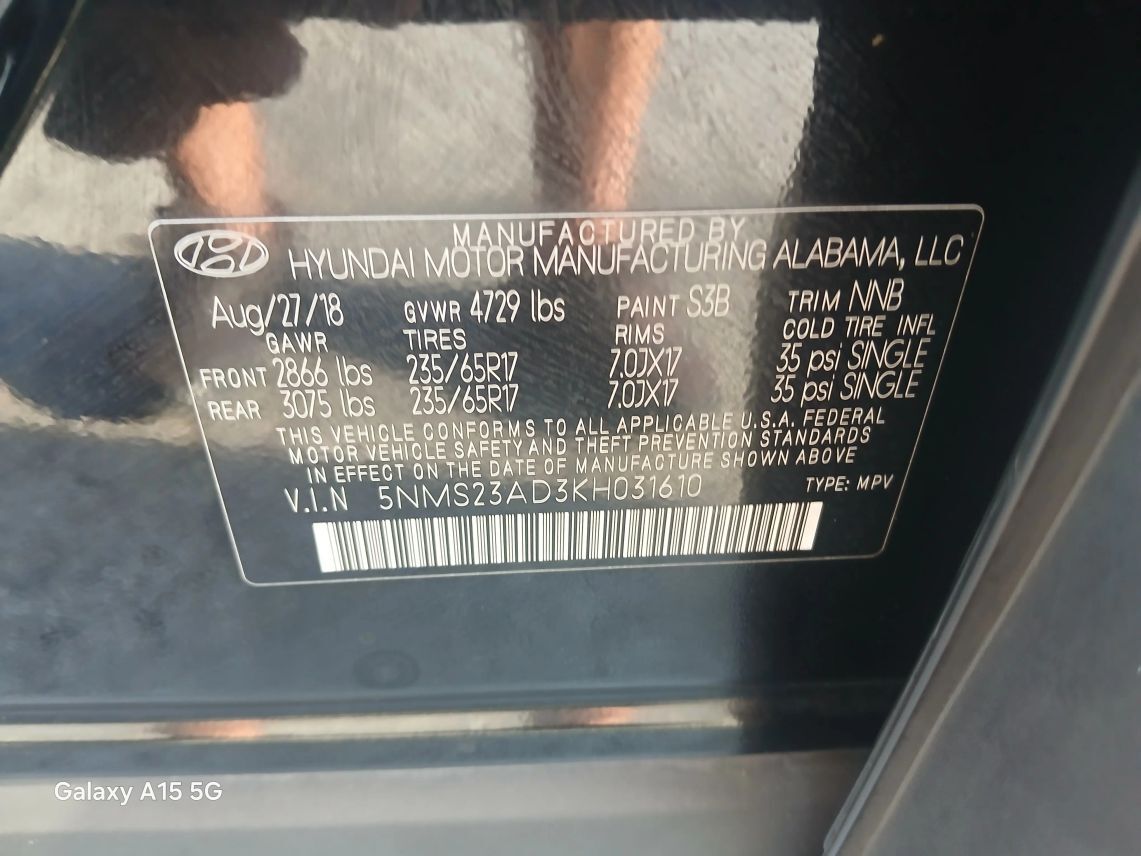 MANUFACTURED BY
HYUNDAI MOTOR MANUFACTURING ALABAMA, LLC
Aug/27/18 GVWR 4729 lbs PAINT S3B TRIM NNB
GAWR TIRES RIMS COLD TIRE INFL
FRONT 2866 lbs 235/65R17 7.0JX17 35 psi SINGLE
REAR 3075 lbs 235/65R17 7.0JX17 35 psi SINGLE
THIS VEHICLE CONFORMS TO ALL APPLICABLE U.S.A. FEDERAL
MOTOR VEHICLE SAFETY AND THEFT PREVENTION STANDARDS
IN EFFECT ON THE DATE OF MANUFACTURE SHOWN ABOVE
V.I.N 5NMS23AD3KH031610 TYPE: MPV
Galaxy A15 5G